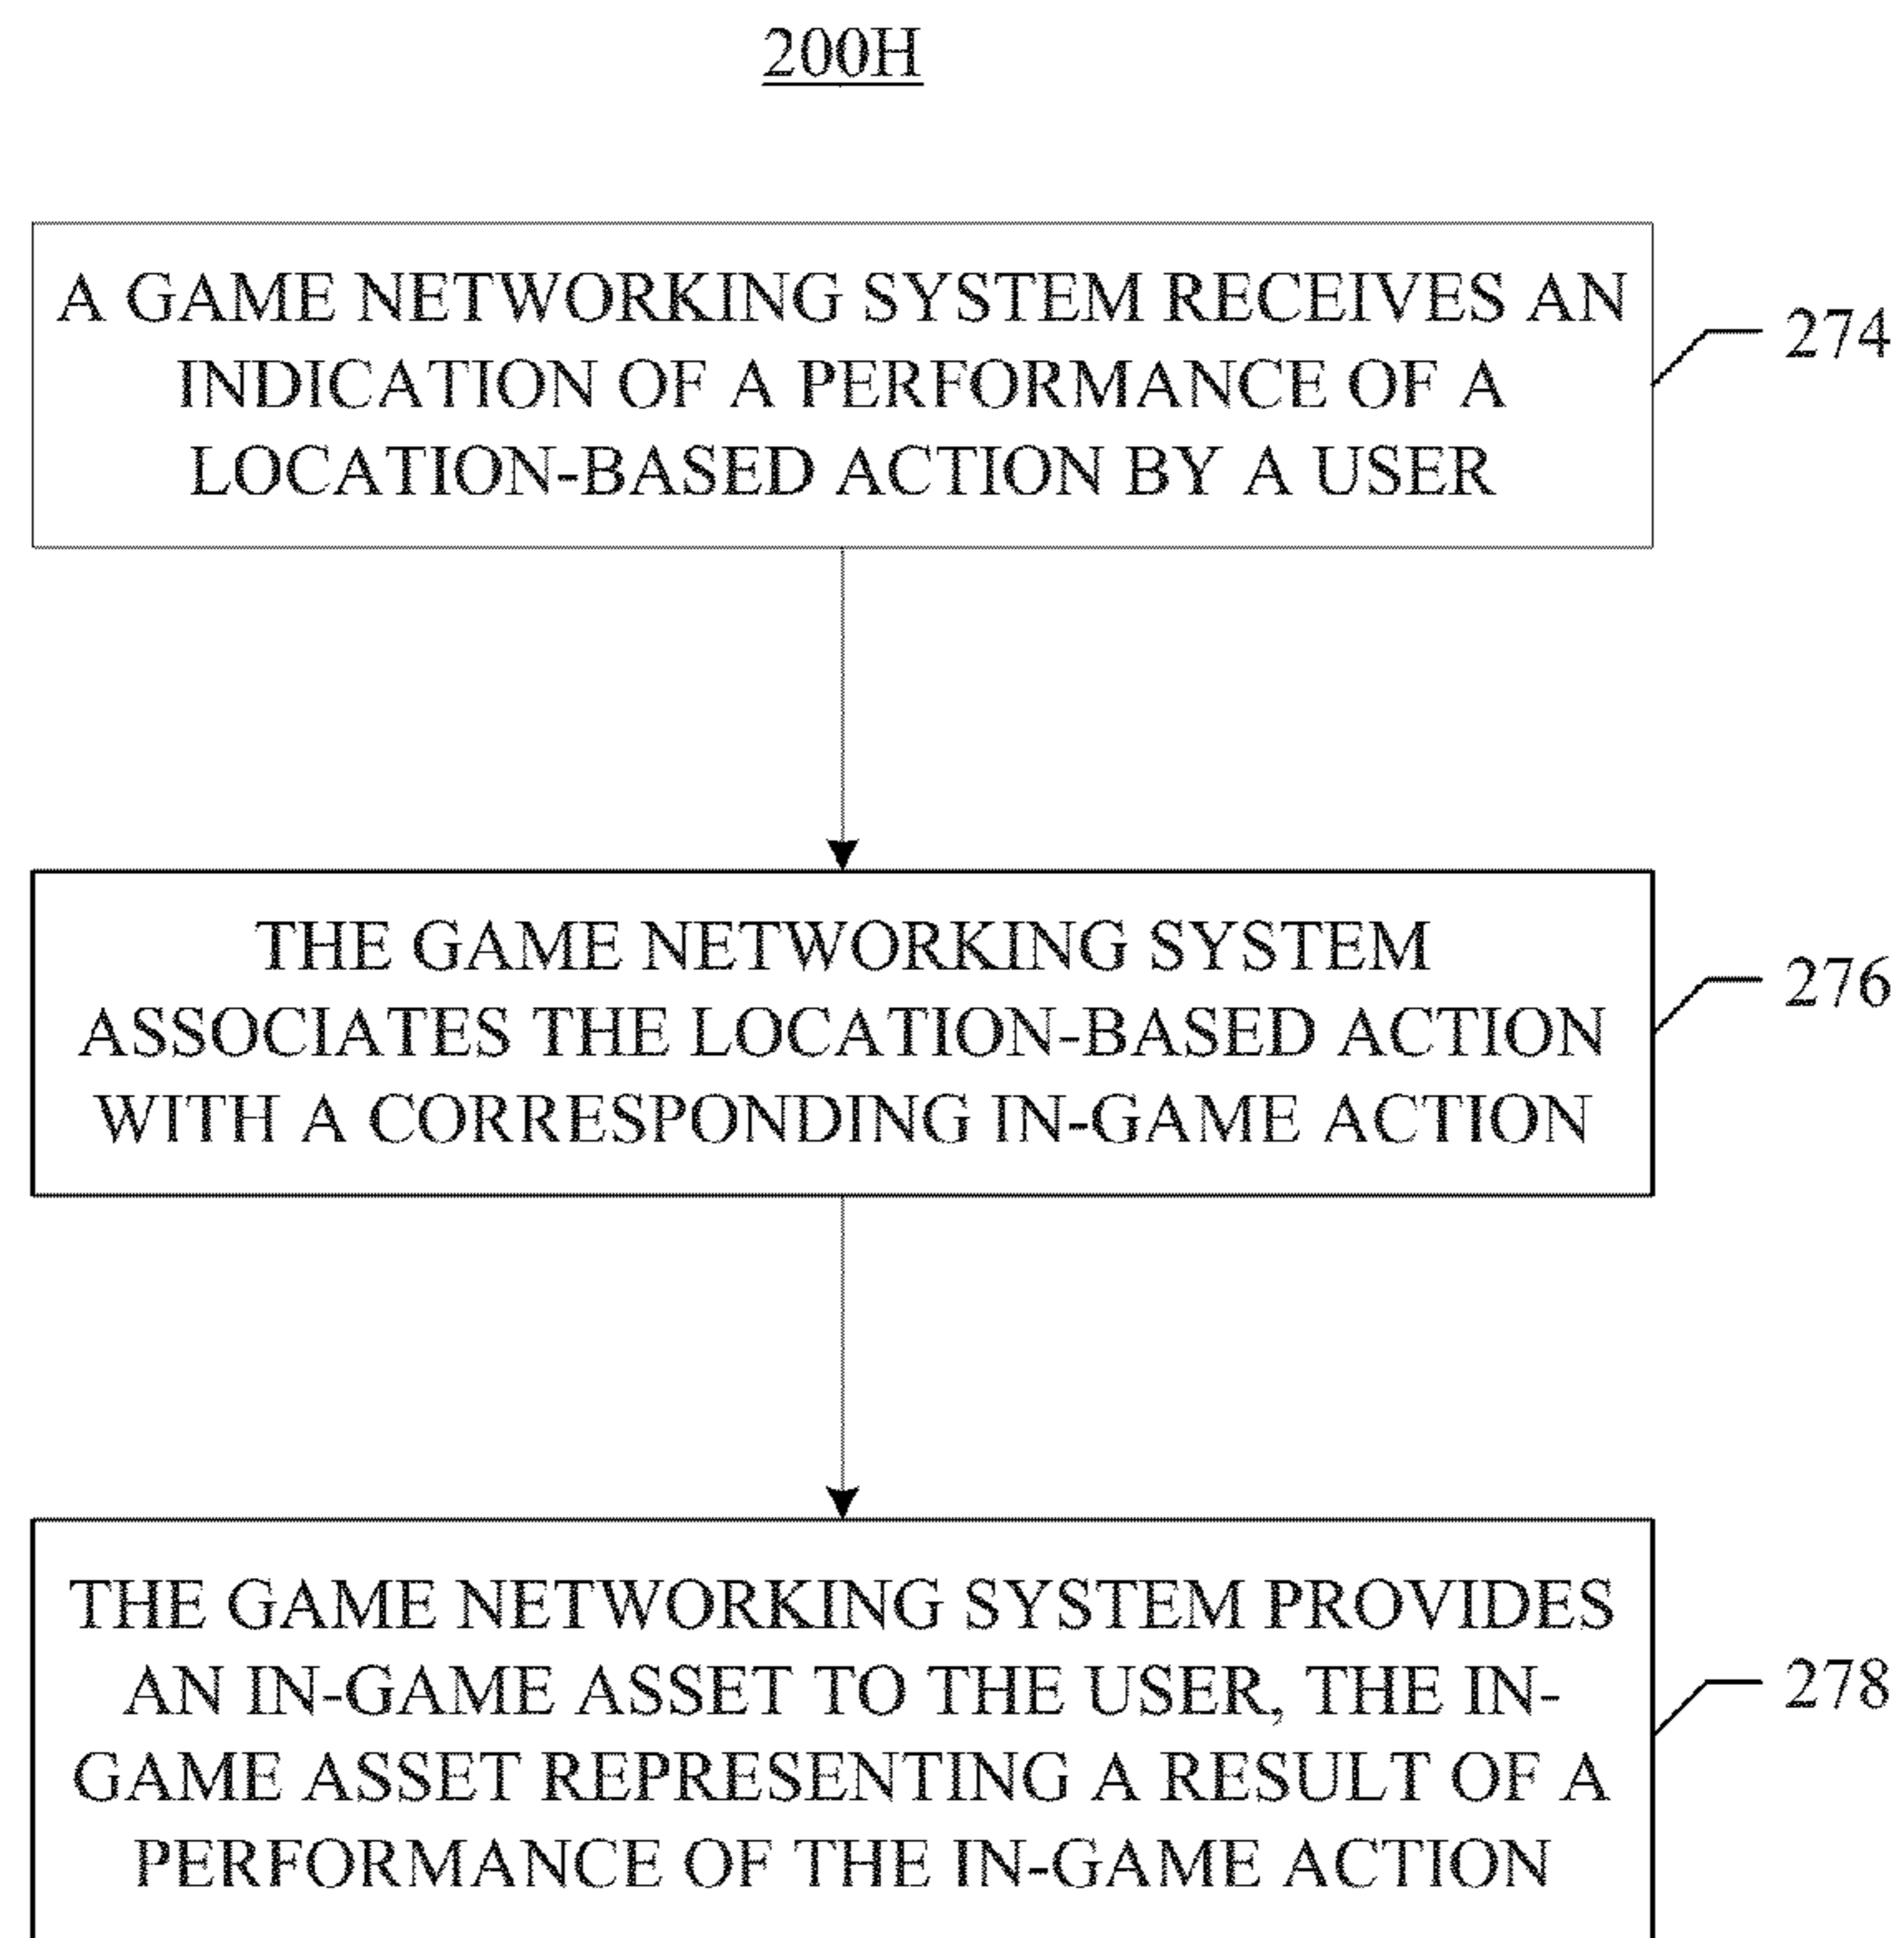 200H
A GAME NETWORKING SYSTEM RECEIVES AN
INDICATION OF A PERFORMANCE OF A
LOCATION-BASED ACTION BY A USER
274
THE GAME NETWORKING SYSTEM
ASSOCIATES THE LOCATION-BASED ACTION
WITH A CORRESPONDING IN-GAME ACTION
276
THE GAME NETWORKING SYSTEM PROVIDES
AN IN-GAME ASSET TO THE USER, THE IN-
GAME ASSET REPRESENTING A RESULT OF A
PERFORMANCE OF THE IN-GAME ACTION
278